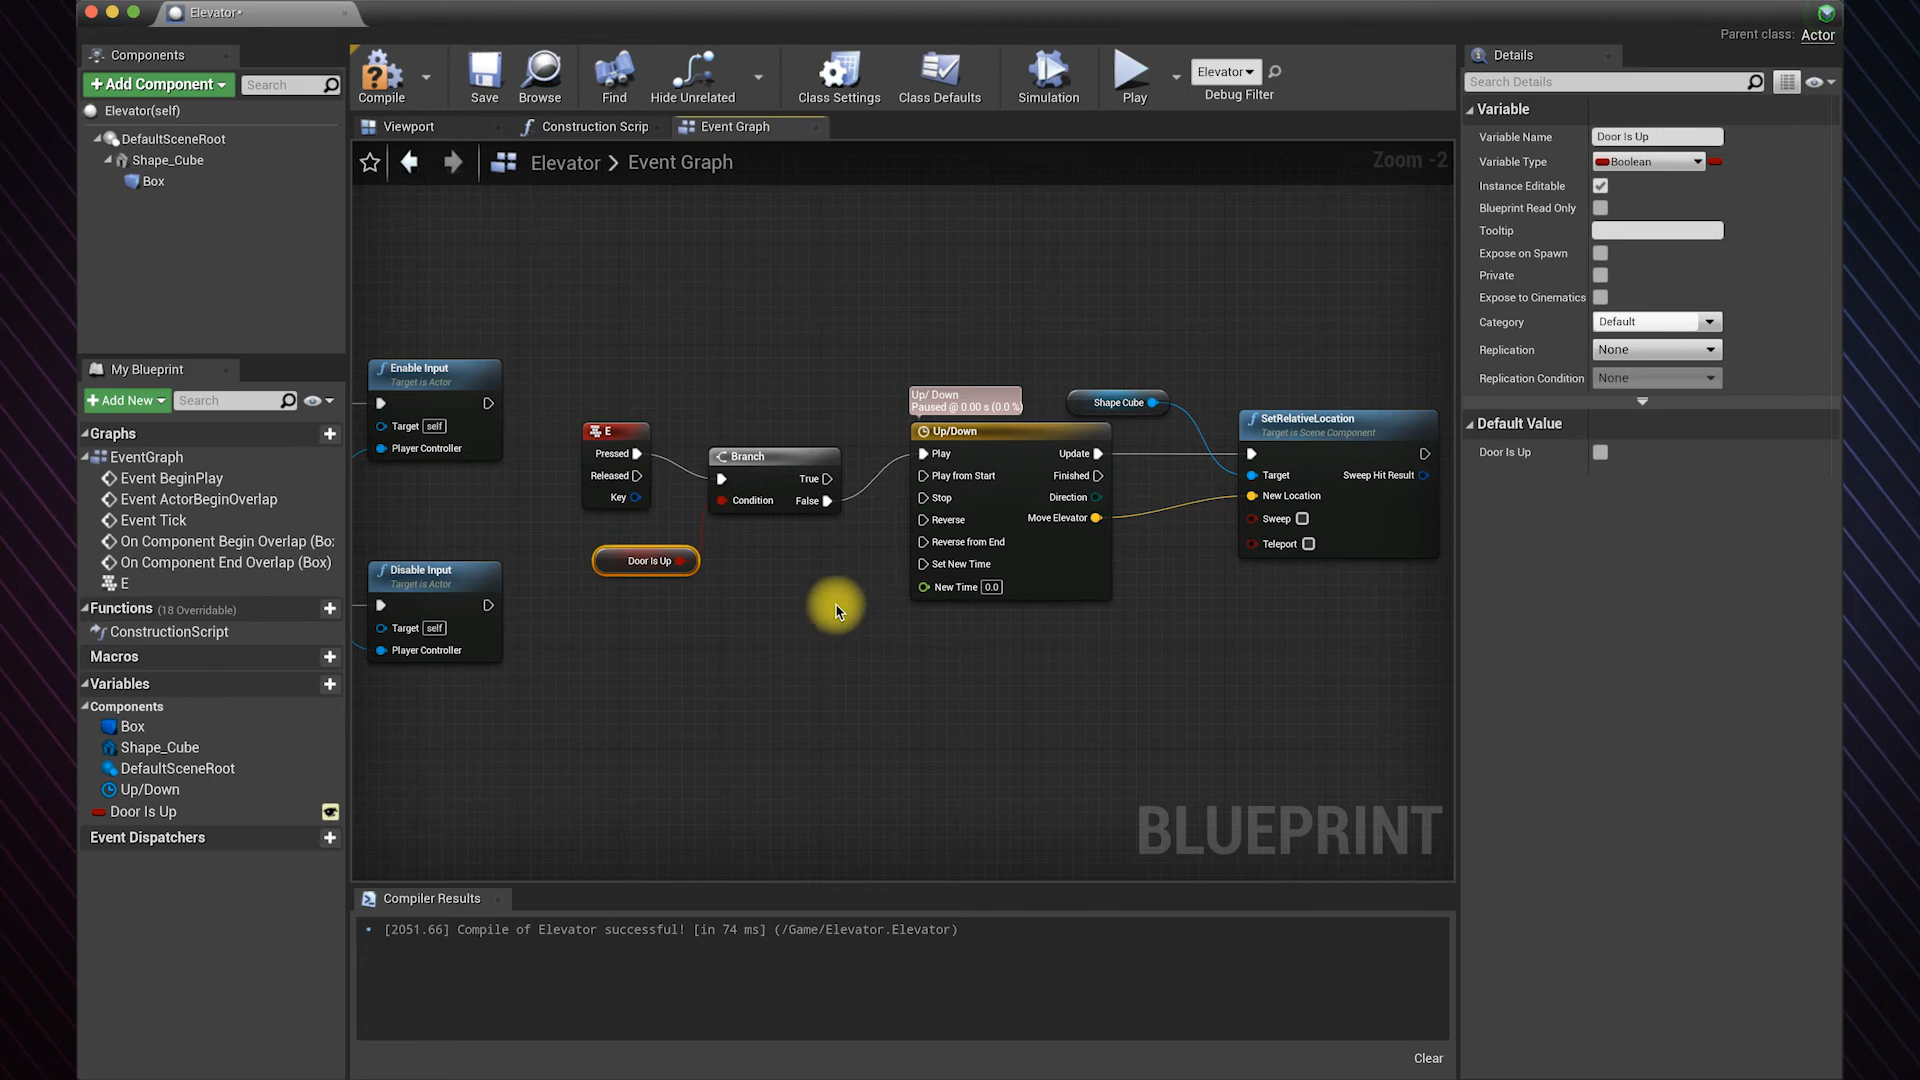 Elevator*
Parent class: Actor
Components
+Add Component
Search
Elevator(self)
DefaultSceneRoot
Shape_Cube
Box
Compile
Save
Browse
Find
Hide Unrelated
Class Settings
Class Defaults
Simulation
Play
Elevator
Debug Filter
Viewport
Construction Scrip
Event Graph
Elevator > Event Graph
Zoom -2
My Blueprint
+Add New
Search
Graphs
EventGraph
Event BeginPlay
Event ActorBeginOverlap
Event Tick
On Component Begin Overlap (Bo:
On Component End Overlap (Box)
E
Functions (18 Overridable)
ConstructionScript
Macros
Variables
Components
Box
Shape_Cube
DefaultSceneRoot
Up/Down
Door Is Up
Event Dispatchers
Enable Input
Target is Actor
Target self
Player Controller
Disable Input
Target is Actor
Target self
Player Controller
E
Pressed
Released
Key
Branch
True
Condition
False
Door Is Up
Up/ Down
Paused @ 0.00 s (0.0 %)
Up/Down
Play
Update
Play from Start
Finished
Stop
Direction
Reverse
Move Elevator
Reverse from End
Set New Time
New Time 0.0
Shape Cube
SetRelativeLocation
Target is Scene Component
Target
Sweep Hit Result
New Location
Sweep
Teleport
BLUEPRINT
Compiler Results
[2051.66] Compile of Elevator successful! [in 74 ms] (/Game/Elevator.Elevator)
Clear
Details
Search Details
Variable
Variable Name
Door Is Up
Variable Type
Boolean
Instance Editable
Blueprint Read Only
Tooltip
Expose on Spawn
Private
Expose to Cinematics
Category
Default
Replication
None
Replication Condition
None
Default Value
Door Is Up